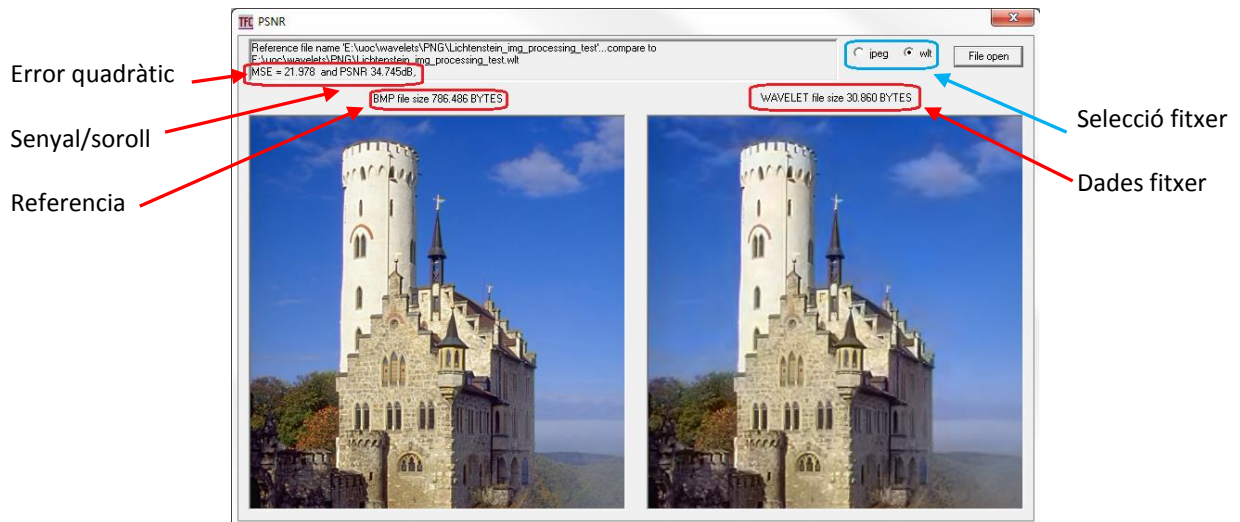 TFC PSNR
Reference file name 'E:\uoc\wavelets\PNG\Lichtenstein_img_processing_test'...compare to
E:\uoc\wavelets\PNG\Lichtenstein_img_processing_test.wlt
MSE = 21.978 and PSNR 34.745dB,
jpeg wlt
File open
BMP file size 786.486 BYTES
WAVELET file size 30.860 BYTES
Error quadràtic
Senyal/soroll
Referencia
Selecció fitxer
Dades fitxer